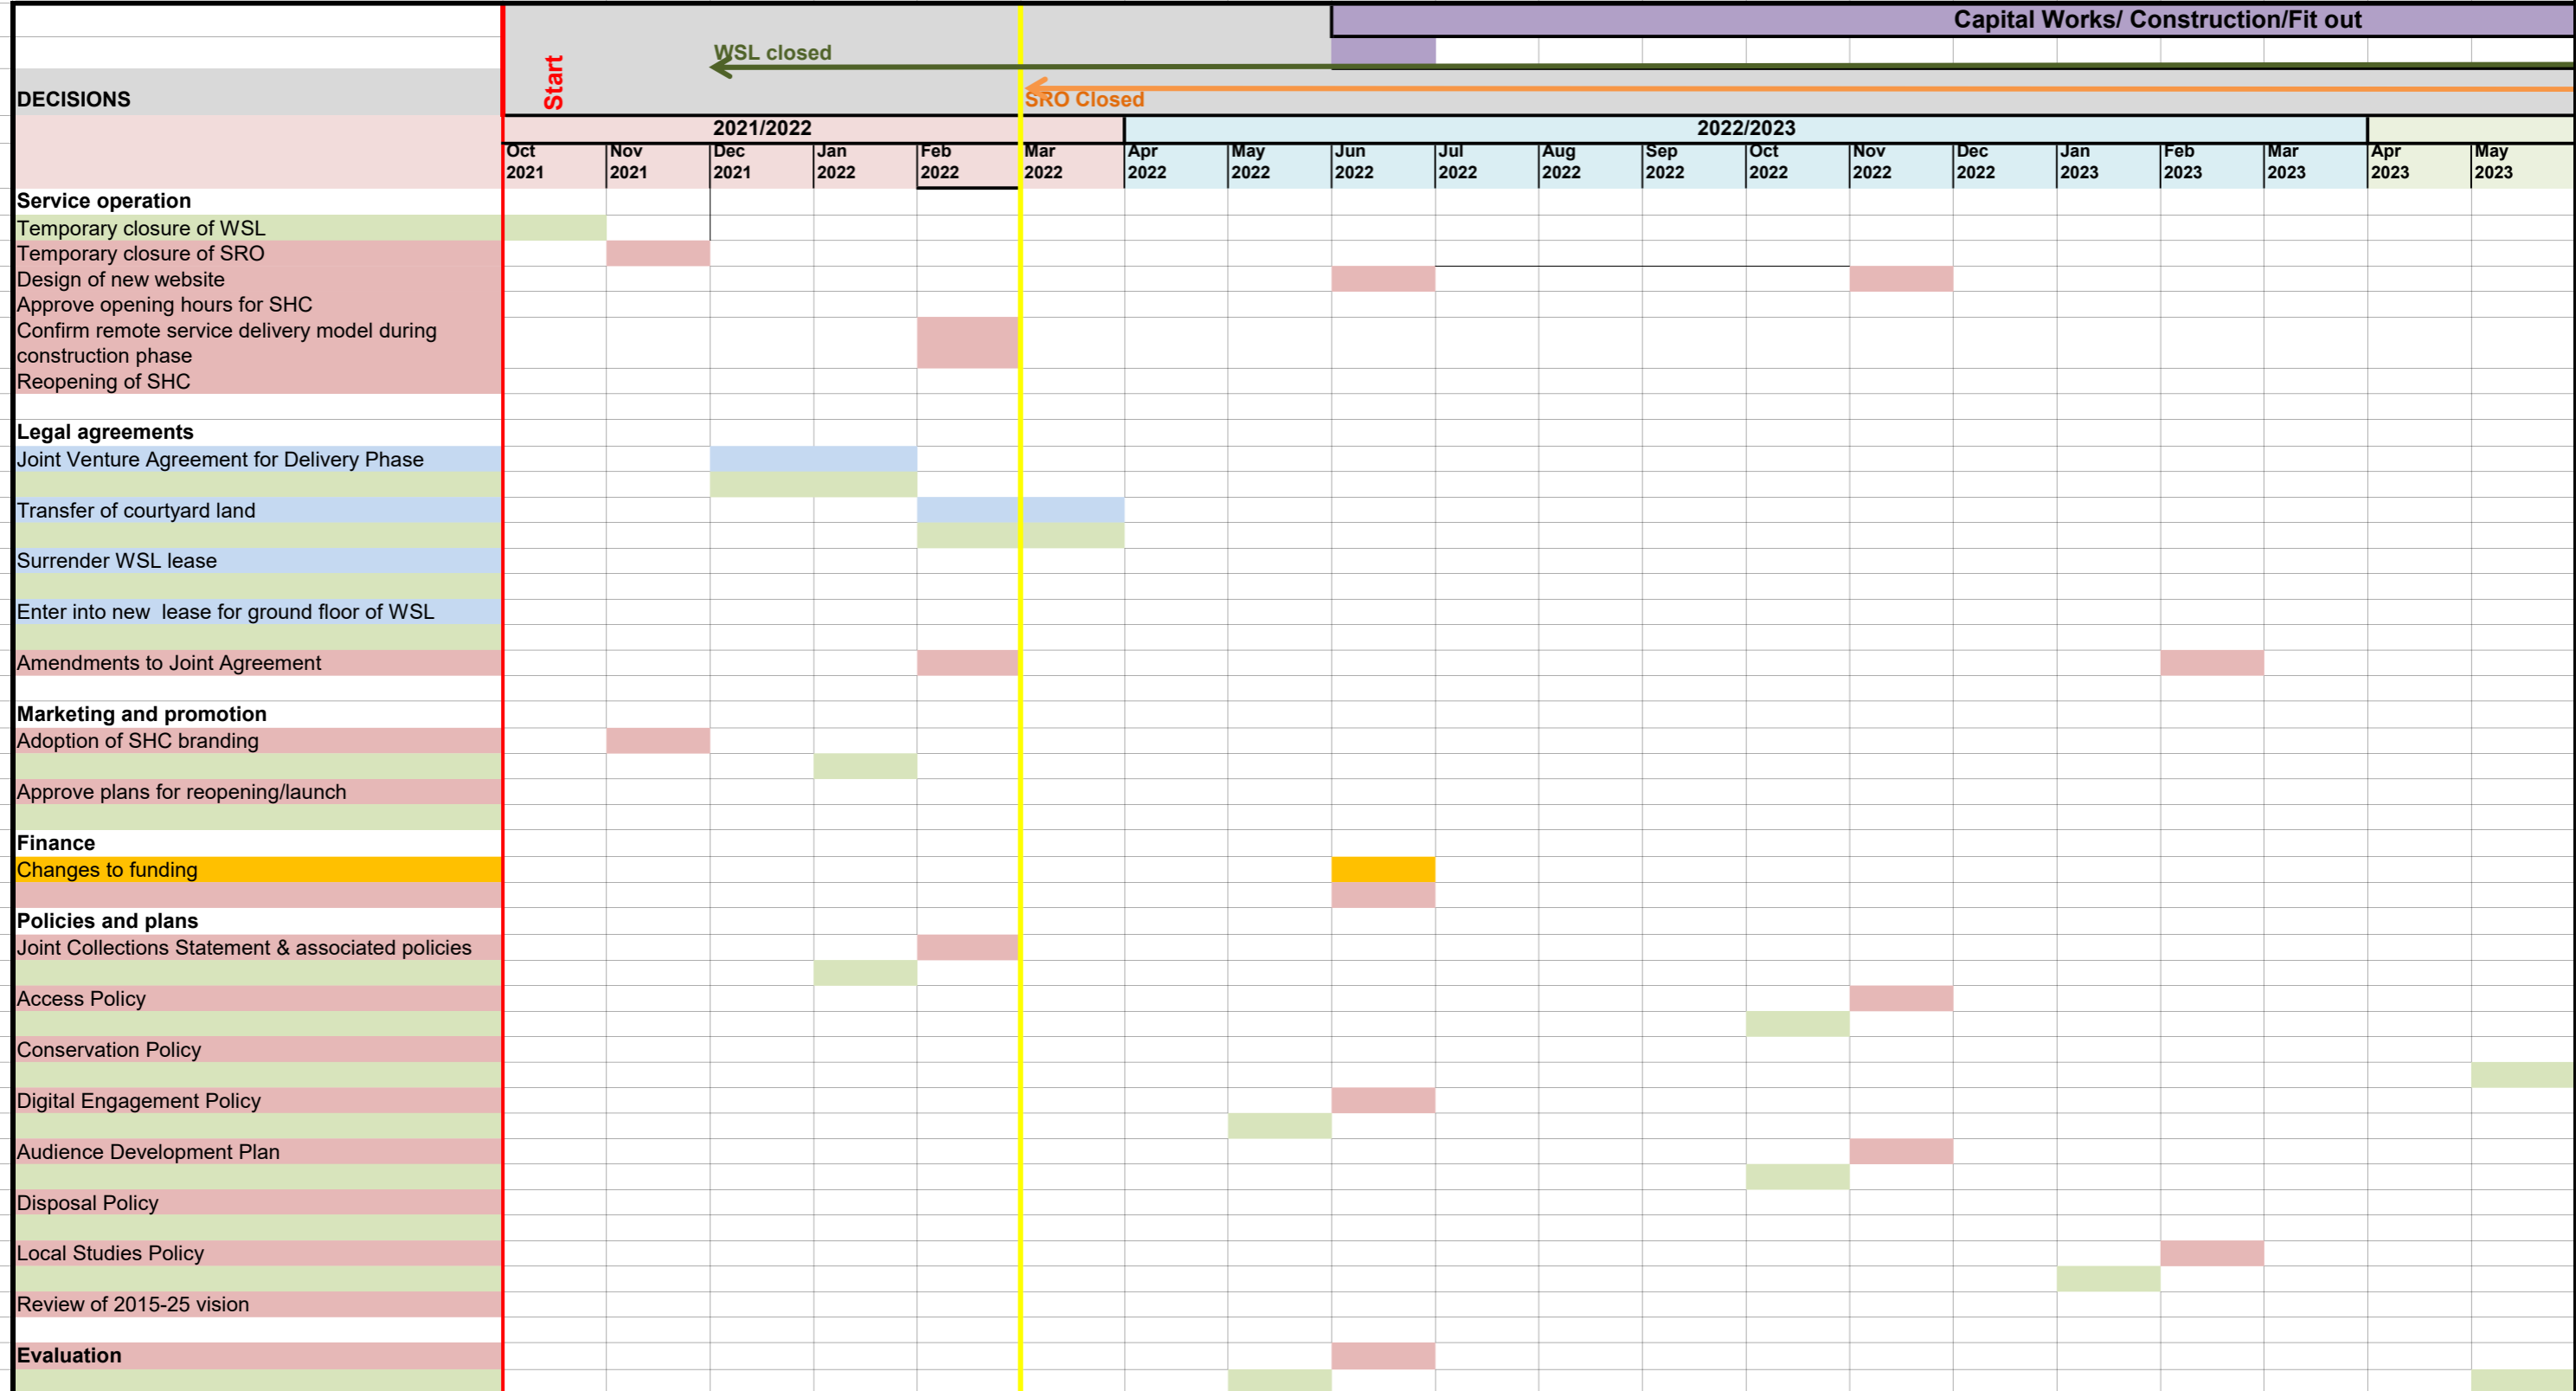 Capital Works/ Construction/Fit out
WSL closed
Start
DECISIONS
SRO Closed
2021/2022
2022/2023
Oct 2021
Nov 2021
Dec 2021
Jan 2022
Feb 2022
Mar 2022
Apr 2022
May 2022
Jun 2022
Jul 2022
Aug 2022
Sep 2022
Oct 2022
Nov 2022
Dec 2022
Jan 2023
Feb 2023
Mar 2023
Apr 2023
May 2023
Service operation
Temporary closure of WSL
Temporary closure of SRO
Design of new website
Approve opening hours for SHC
Confirm remote service delivery model during
construction phase
Reopening of SHC
Legal agreements
Joint Venture Agreement for Delivery Phase
Transfer of courtyard land
Surrender WSL lease
Enter into new  lease for ground floor of WSL
Amendments to Joint Agreement
Marketing and promotion
Adoption of SHC branding
Approve plans for reopening/launch
Finance
Changes to funding
Policies and plans
Joint Collections Statement & associated policies
Access Policy
Conservation Policy
Digital Engagement Policy
Audience Development Plan
Disposal Policy
Local Studies Policy
Review of 2015-25 vision
Evaluation